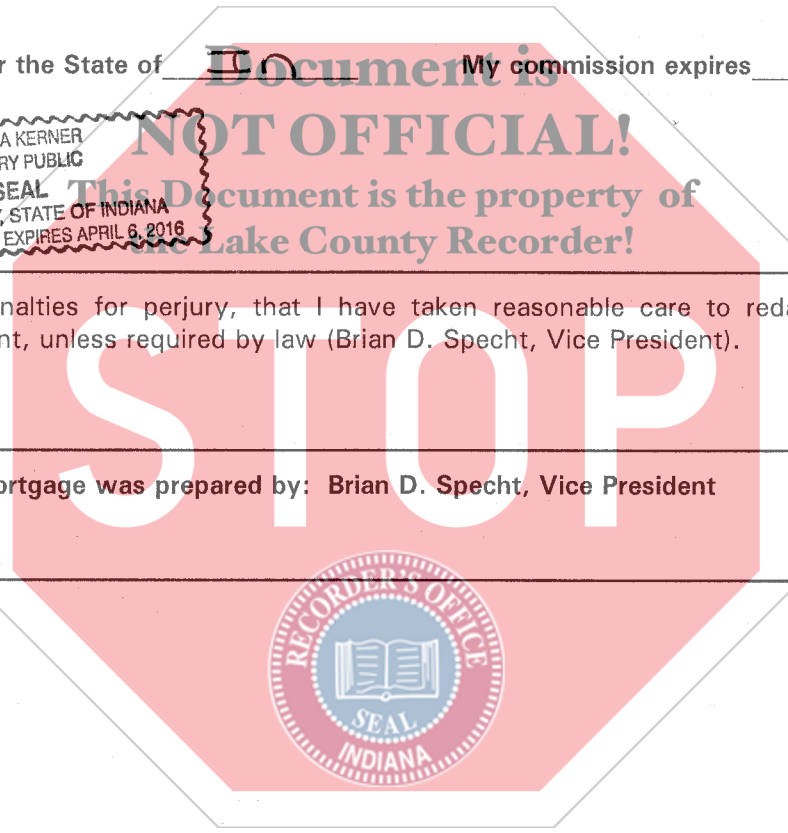 r the State of In My commission expires
Document is
NOT OFFICIAL!
This Document is the property of
the Lake County Recorder!
A KERNER
RY PUBLIC
SEAL
, STATE OF INDIANA
EXPIRES APRIL 6, 2016
nalties for perjury, that I have taken reasonable care to reda
nt, unless required by law (Brian D. Specht, Vice President).
STOP
ortgage was prepared by: Brian D. Specht, Vice President
RECORDER'S OFFICE
SEAL
INDIANA